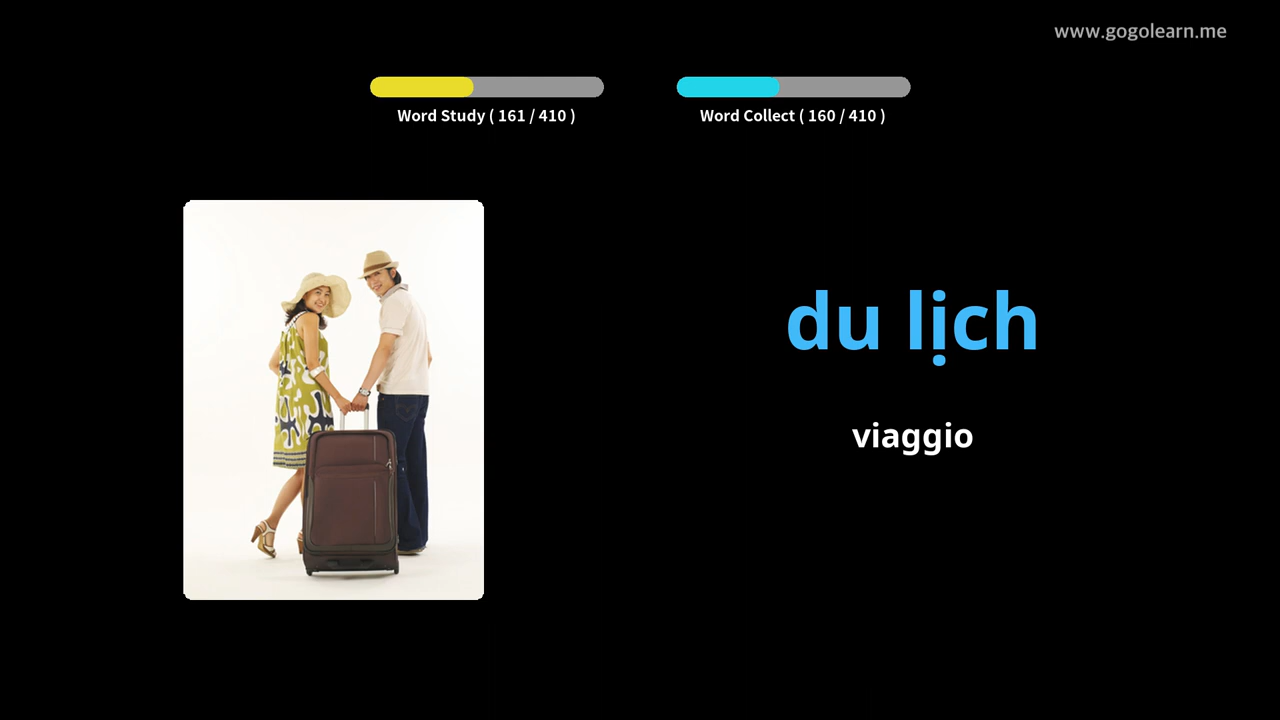 www.gogolearn.me
Word Study ( 161 / 410 )
Word Collect ( 160 / 410 )
du lịch
viaggio